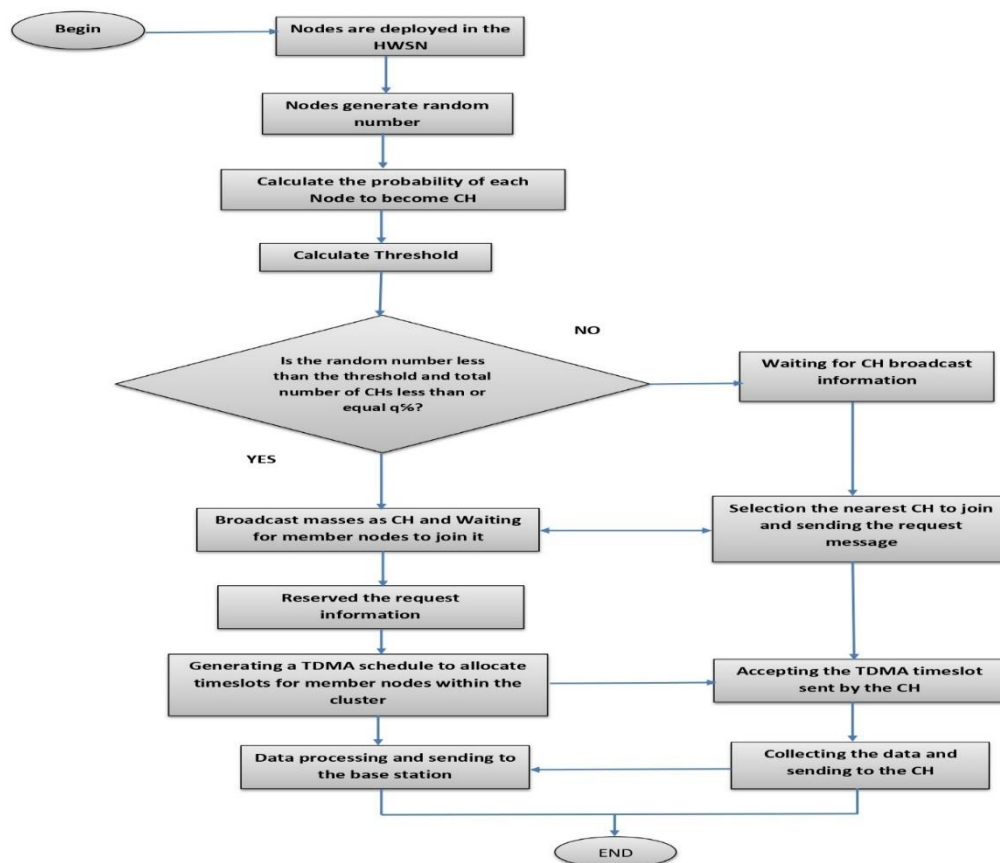 Begin
Nodes are deployed in the
HWSN
Nodes generate random
number
Calculate the probability of each
Node to become CH
Calculate Threshold
Is the random number less
than the threshold and total
number of CHs less than or
equal q%?
NO
YES
Waiting for CH broadcast
information
Broadcast masses as CH and Waiting
for member nodes to join it
Selection the nearest CH to join
and sending the request
message
Reserved the request
information
Generating a TDMA schedule to allocate
timeslots for member nodes within the
cluster
Accepting the TDMA timeslot
sent by the CH
Data processing and sending to
the base station
Collecting the data and
sending to the CH
END